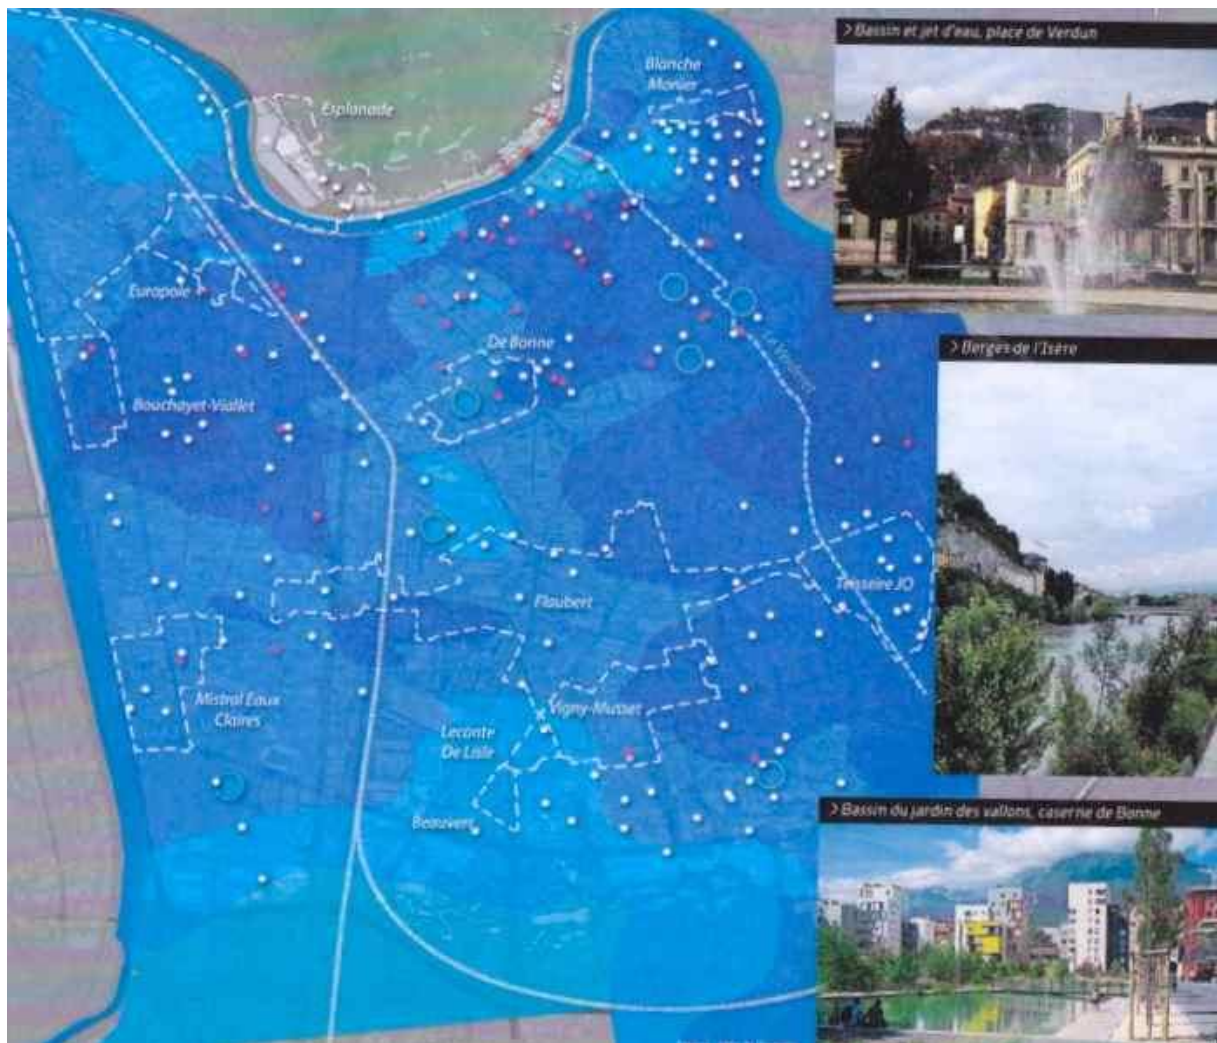 > Bassin et jet d'eau, place de Verdun
Blanche
Monier
Esplanade
Europole
> Berges de l'Isère
De Bonne
Le Verderet
Bouchayet-Viallet
Teisseire JO
Flaubert
Mistral Eaux
Claires
Vigny-Musset
Leconte
De Lisle
Beauvert
> Bassin du jardin des vallons, caserne de Bonne